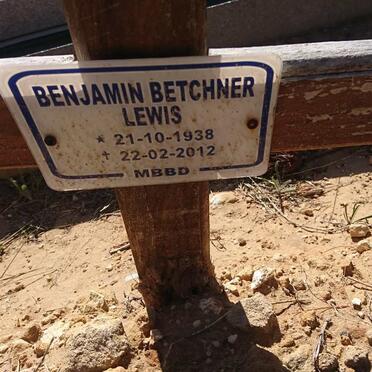 BENJAMIN BETCHNER
LEWIS
* 21-10-1938
† 22-02-2012
MBBD